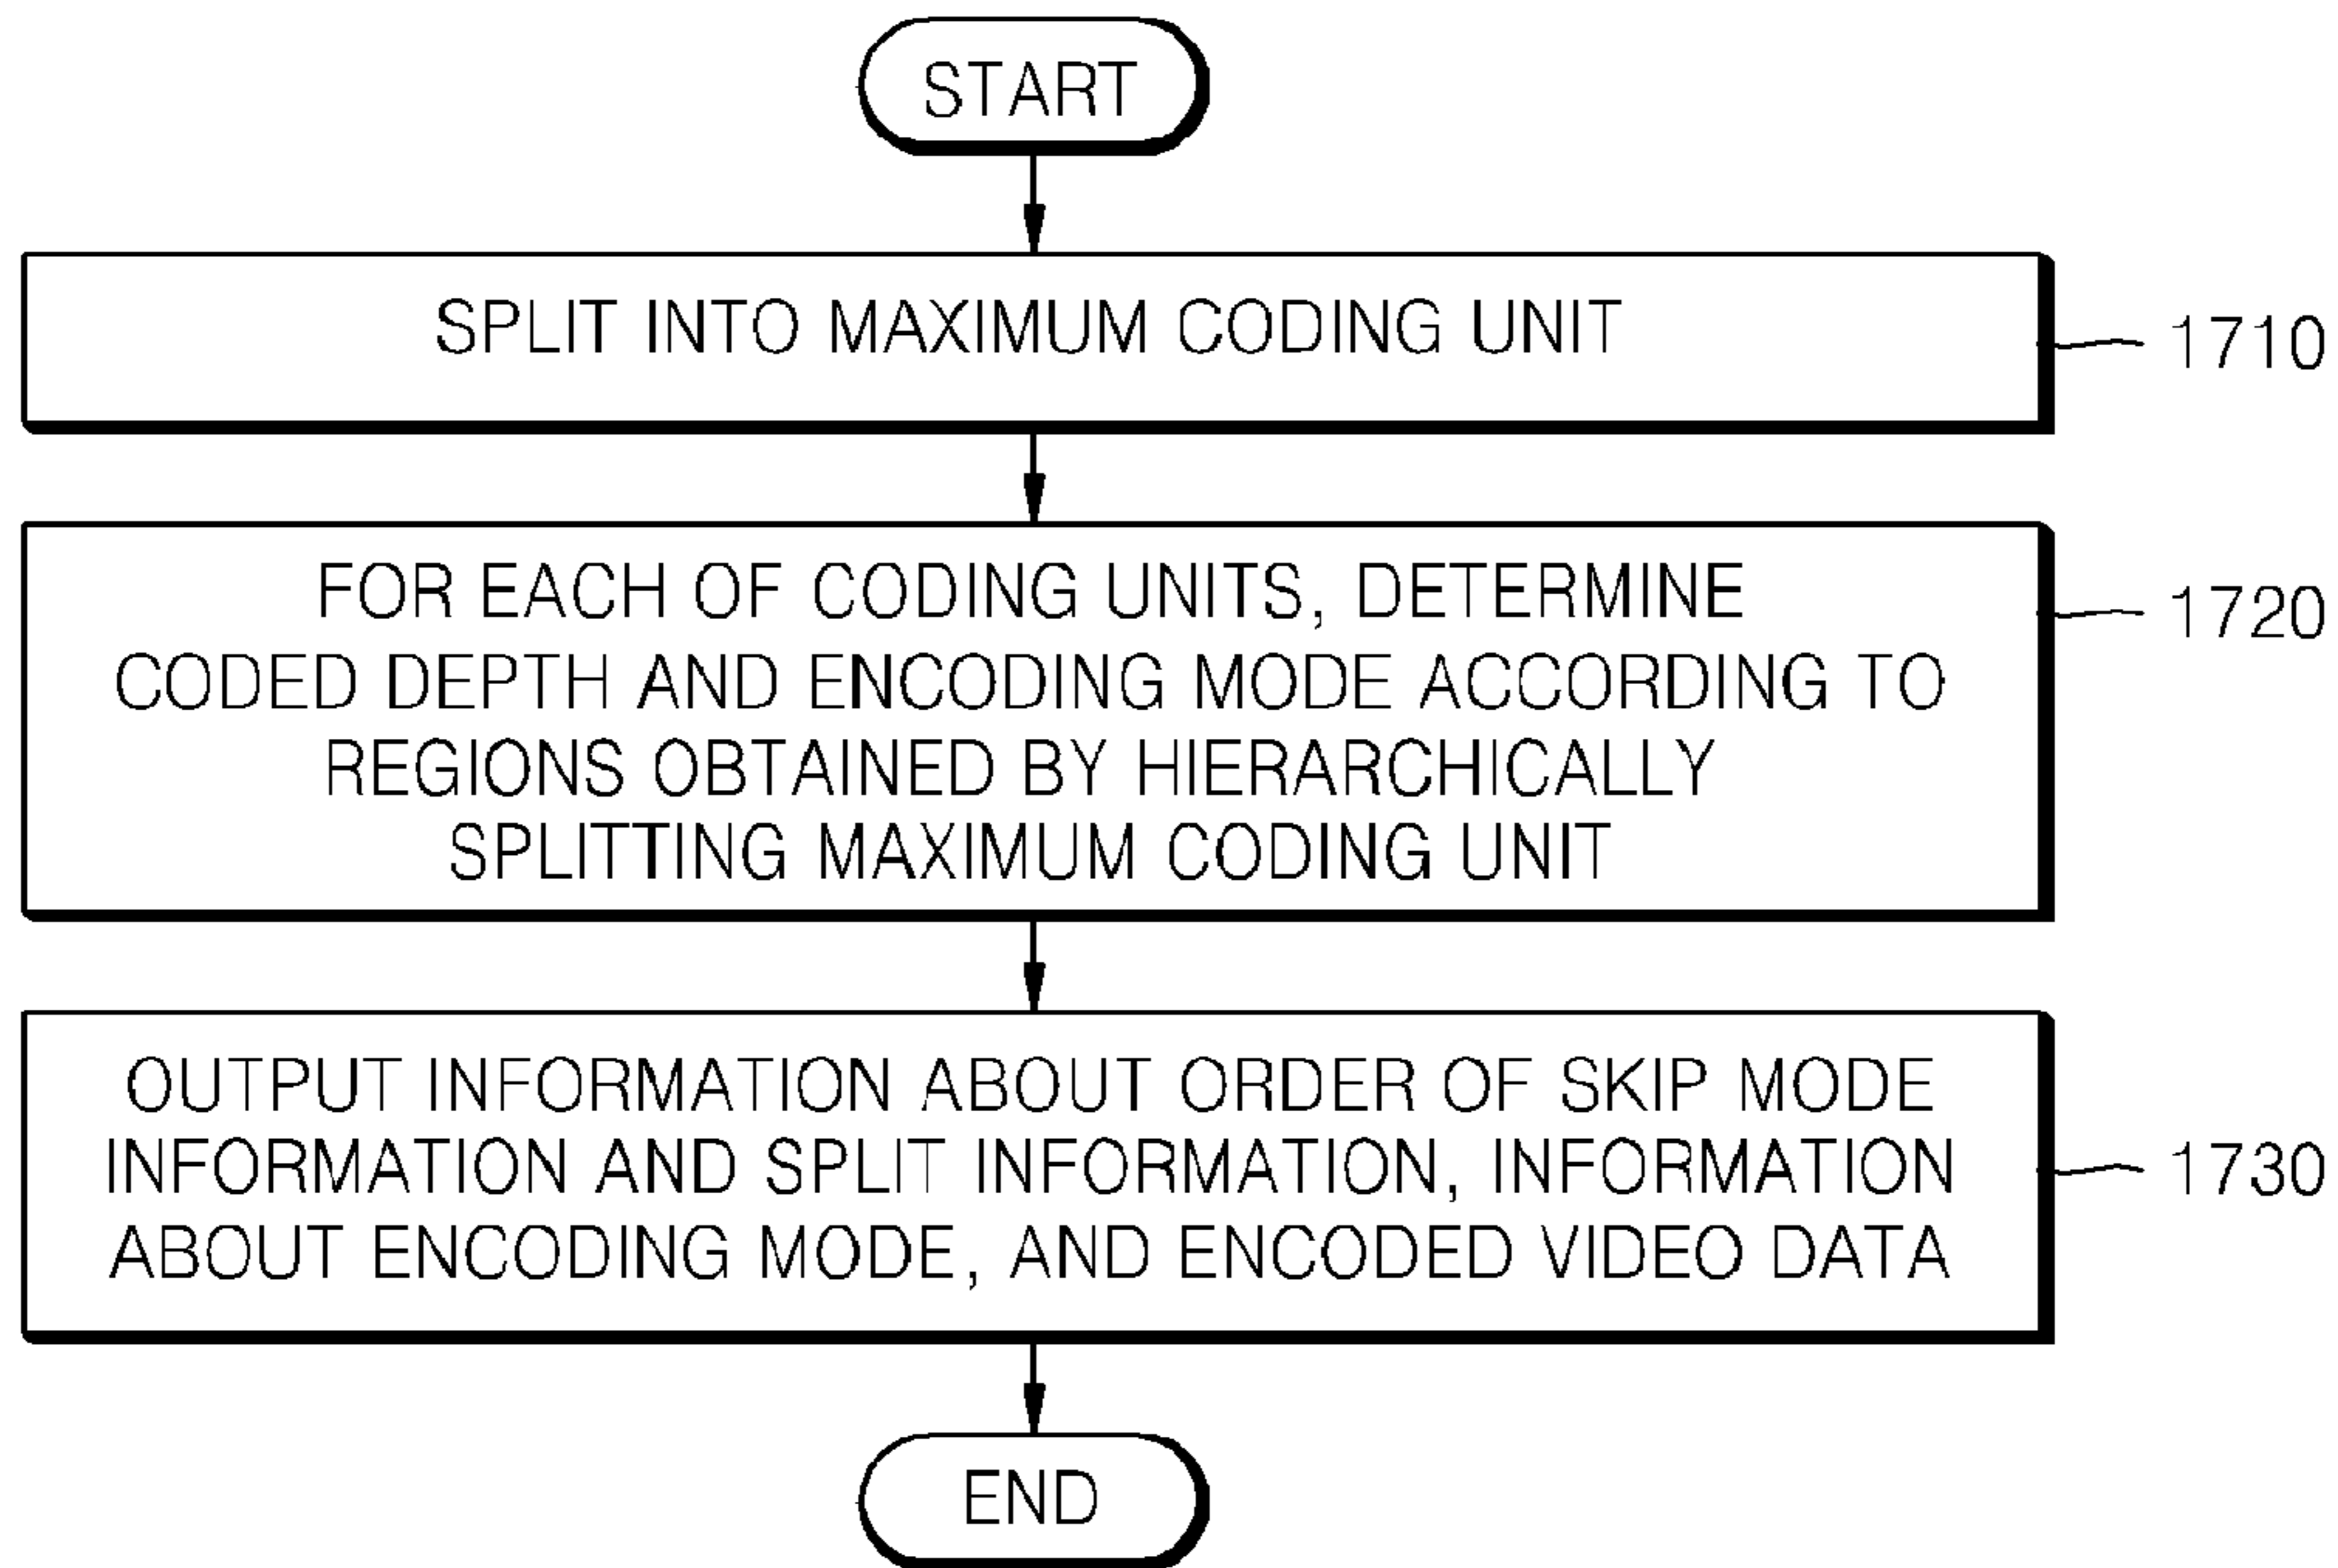 START
SPLIT INTO MAXIMUM CODING UNIT
1710
FOR EACH OF CODING UNITS, DETERMINE
CODED DEPTH AND ENCODING MODE ACCORDING TO
REGIONS OBTAINED BY HIERARCHICALLY
SPLITTING MAXIMUM CODING UNIT
1720
OUTPUT INFORMATION ABOUT ORDER OF SKIP MODE
INFORMATION AND SPLIT INFORMATION, INFORMATION
ABOUT ENCODING MODE, AND ENCODED VIDEO DATA
1730
END